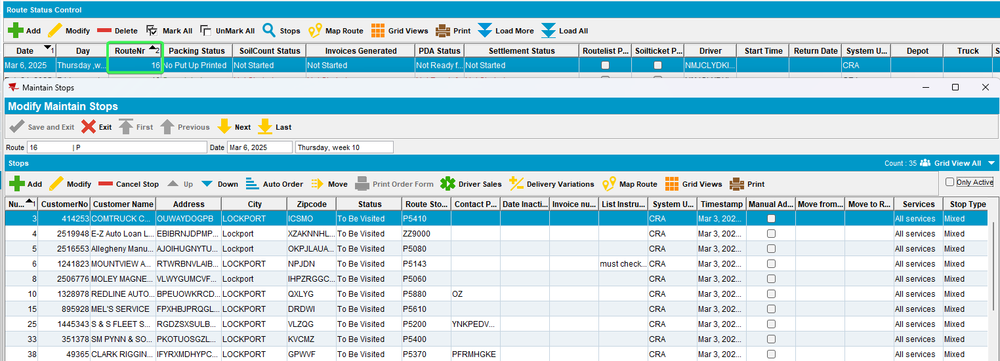 Route Status Control
Add Modify Delete Mark All UnMark All Stops Map Route Grid Views Print Load More Load All
Date 1 Day RouteNr 2 Packing Status SoilCount Status Invoices Generated PDA Status Settlement Status Routelist P... Soilticket P... Driver Start Time Return Date System U... Depot Truck S
Mar 6, 2025 Thursday ,w... 16 No Put Up Printed Not Started Not Started Not Ready f... Not Started NMJCLYDKI... CRA
Maintain Stops
Modify Maintain Stops
Save and Exit Exit First Previous Next Last
Route 16 | P Date Mar 6, 2025 Thursday, week 10
Stops Count : 35 Grid View All
Add Modify Cancel Stop Up Down Auto Order Move Print Order Form Driver Sales Delivery Variations Map Route Grid Views Print Only Active
Nu... 1 CustomerNo Customer Name Address City Zipcode Status Route Sto... Contact P... Date Inacti... Invoice nu... List Instru... System U... Timestamp Manual Ad... Move from... Move to R... Services Stop Type
3 414253 COMTRUCK C... OUWAYDOGPB LOCKPORT ICSMO To Be Visited P5410 CRA Mar 3, 202... All services Mixed
4 2519948 E-Z Auto Loan L... EBIBRNJDPMP... Lockport XZAKNNHL... To Be Visited ZZ9000 CRA Mar 3, 202... All services Mixed
5 2516553 Allegheny Manu... AJOIHUGNYTU... Lockport OKPJLAUA... To Be Visited P5080 CRA Mar 3, 202... All services Mixed
6 1241823 MOUNTVIEW A... RTWRBNVLAIB... LOCKPORT NPJDN To Be Visited P5143 must check... CRA Mar 3, 202... All services Mixed
8 2506776 MOLEY MAGNE... VLWYGUMCVF... Lockport IHPZRGGC... To Be Visited P5060 CRA Mar 3, 202... All services Mixed
10 1328978 REDLINE AUTO... BPEUOWKRCD... LOCKPORT QXLYG To Be Visited P5880 OZ CRA Mar 3, 202... All services Mixed
15 895928 MEL'S SERVICE FPXHBJPRQGL... LOCKPORT DRDWI To Be Visited P5610 CRA Mar 3, 202... All services Mixed
25 1445343 S & S FLEET S... RGDZSXSULB... LOCKPORT VLZQG To Be Visited P5200 YNKPEDV... CRA Mar 3, 202... All services Mixed
33 351378 SM PYNN & SO... PKOTUOSGZL... LOCKPORT KVCMZ To Be Visited P5400 CRA Mar 3, 202... All services Mixed
38 49365 CLARK RIGGIN... IFYRXMDHYPC... LOCKPORT GPWVF To Be Visited P5370 PFRMHGKE CRA Mar 3, 202... All services Mixed